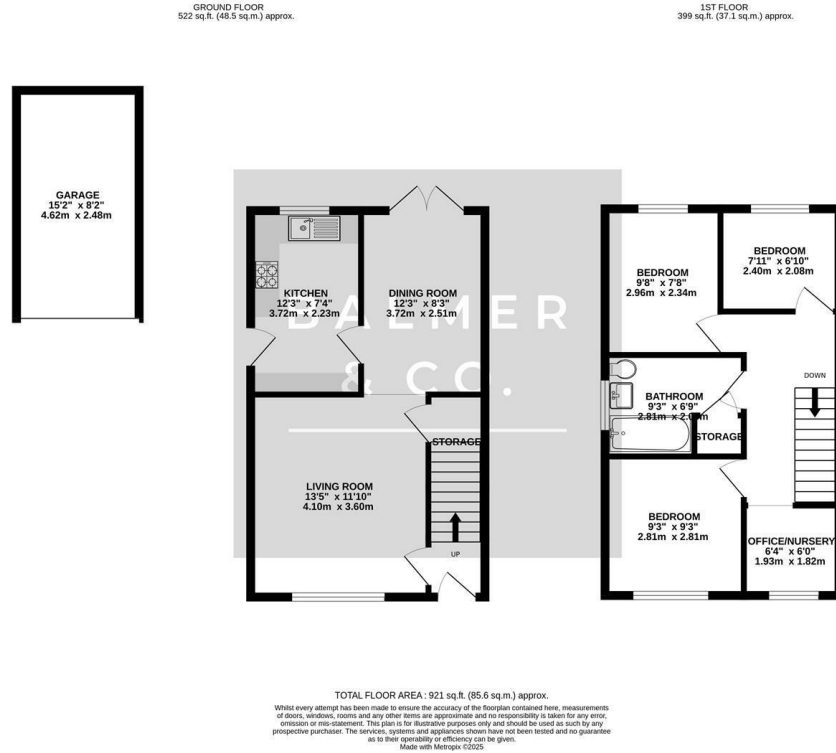 GROUND FLOOR
522 sq.ft. (48.5 sq.m.) approx.
1ST FLOOR
399 sq.ft. (37.1 sq.m.) approx.
GARAGE
15'2" x 8'2"
4.62m x 2.48m
KITCHEN
12'3" x 7'4"
3.72m x 2.23m
DINING ROOM
12'3" x 8'3"
3.72m x 2.51m
BALMER
& CO.
STORAGE
LIVING ROOM
13'5" x 11'10"
4.10m x 3.60m
UP
BEDROOM
9'8" x 7'8"
2.96m x 2.34m
BEDROOM
7'11" x 6'10"
2.40m x 2.08m
DOWN
BATHROOM
9'3" x 6'9"
2.81m x
STORAGE
BEDROOM
9'3" x 9'3"
2.81m x 2.81m
OFFICE/NURSERY
6'4" x 6'0"
1.93m x 1.82m
TOTAL FLOOR AREA : 921 sq.ft. (85.6 sq.m.) approx.
Whilst every attempt has been made to ensure the accuracy of the floorplan contained here, measurements
of doors, windows, rooms and any other items are approximate and no responsibility is taken for any error,
omission or mis-statement. This plan is for illustrative purposes only and should be used as such by any
prospective purchaser. The services, systems and appliances shown have not been tested and no guarantee
as to their operability or efficiency can be given.
Made with Metropix ©2025